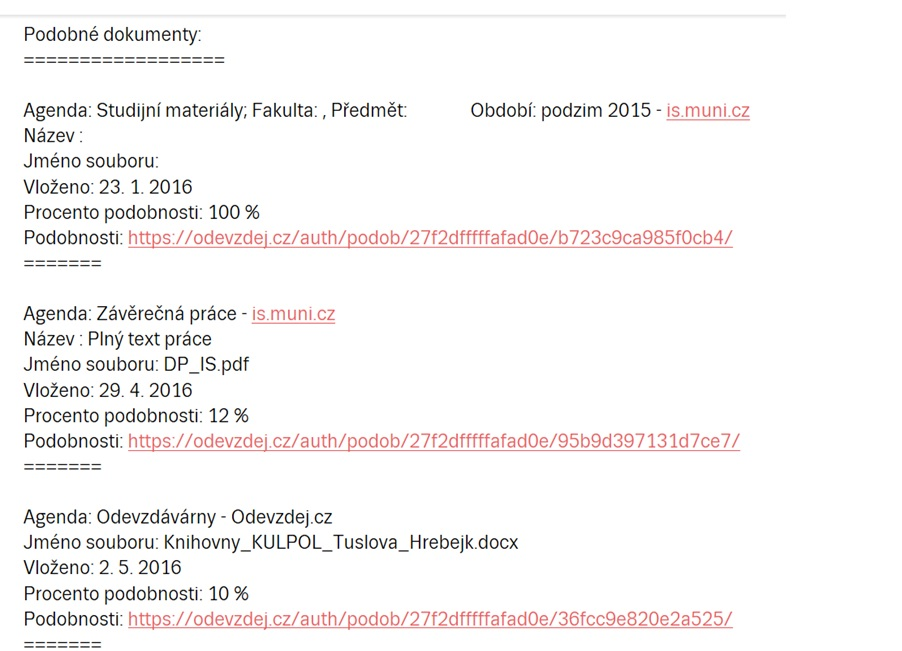 Podobné dokumenty:
==================
Agenda: Studijní materiály; Fakulta: , Předmět: Období: podzim 2015 - is.muni.cz
Název :
Jméno souboru:
Vloženo: 23. 1. 2016
Procento podobnosti: 100 %
Podobnosti: https://odevzdej.cz/auth/podob/27f2dfffffafad0e/b723c9ca985f0cb4/
=======
Agenda: Závěrečná práce - is.muni.cz
Název : Plný text práce
Jméno souboru: DP_IS.pdf
Vloženo: 29. 4. 2016
Procento podobnosti: 12 %
Podobnosti: https://odevzdej.cz/auth/podob/27f2dfffffafad0e/95b9d397131d7ce7/
=======
Agenda: Odevzdávárny - Odevzdej.cz
Jméno souboru: Knihovny_KULPOL_Tuslova_Hrebejk.docx
Vloženo: 2. 5. 2016
Procento podobnosti: 10 %
Podobnosti: https://odevzdej.cz/auth/podob/27f2dfffffafad0e/36fcc9e820e2a525/
=======